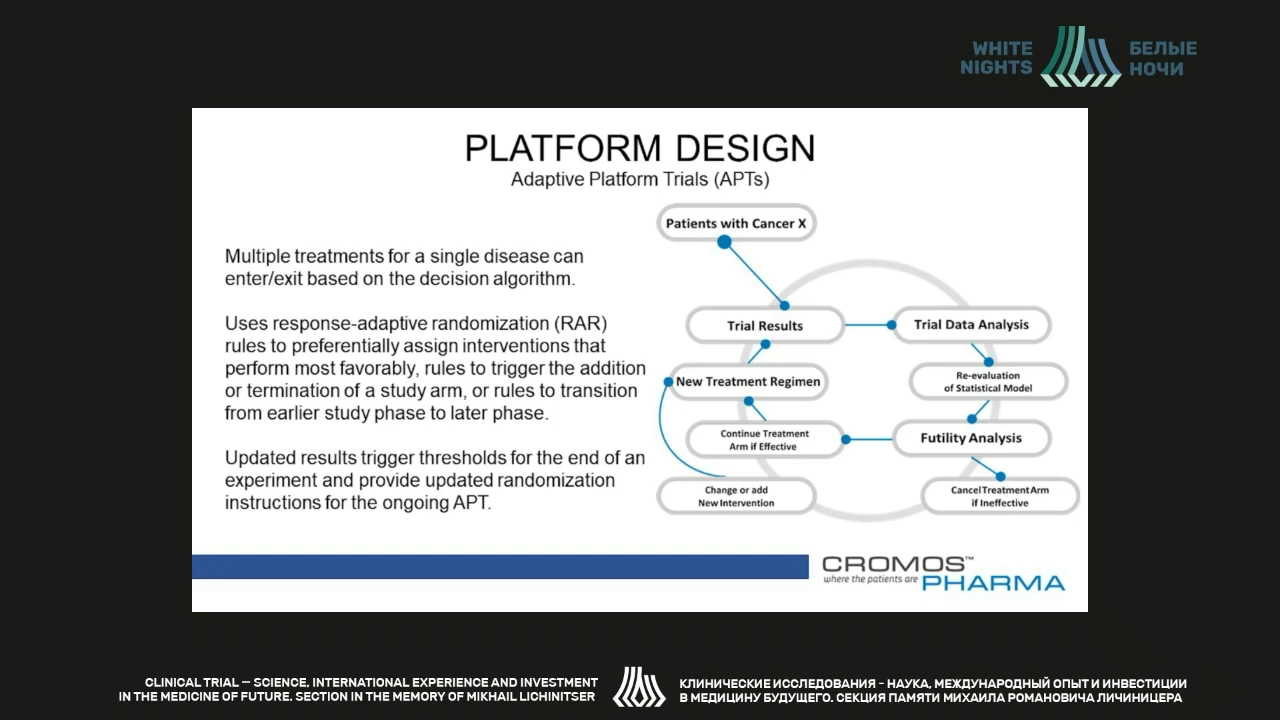 WHITE
NIGHTS
БЕЛЫЕ
НОЧИ
PLATFORM DESIGN
Adaptive Platform Trials (APTs)
Multiple treatments for a single disease can
enter/exit based on the decision algorithm.
Uses response-adaptive randomization (RAR)
rules to preferentially assign interventions that
perform most favorably, rules to trigger the addition
or termination of a study arm, or rules to transition
from earlier study phase to later phase.
Updated results trigger thresholds for the end of an
experiment and provide updated randomization
instructions for the ongoing APT.
Patients with Cancer X
Trial Results
Trial Data Analysis
New Treatment Regimen
Re-evaluation
of Statistical Model
Continue Treatment
Arm if Effective
Futility Analysis
Change or add
New Intervention
Cancel Treatment Arm
if Ineffective
CROMOS™
where the patients are
PHARMA
CLINICAL TRIAL – SCIENCE, INTERNATIONAL EXPERIENCE AND INVESTMENT
IN THE MEDICINE OF FUTURE. SECTION IN THE MEMORY OF MIKHAIL LICHINITSER
КЛИНИЧЕСКИЕ ИССЛЕДОВАНИЯ - НАУКА, МЕЖДУНАРОДНЫЙ ОПЫТ И ИНВЕСТИЦИИ
В МЕДИЦИНУ БУДУЩЕГО. СЕКЦИЯ ПАМЯТИ МИХАИЛА РОМАНОВИЧА ЛИЧИНИЦЕРА